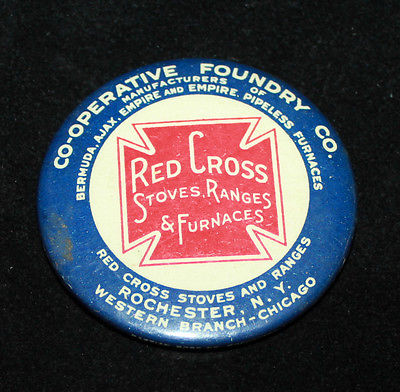 CO-OPERATIVE FOUNDRY CO.
MANUFACTURERS OF
BERMUDA, AJAX, EMPIRE AND EMPIRE PIPELESS FURNACES
RED CROSS
STOVES, RANGES
& FURNACES
RED CROSS STOVES AND RANGES
ROCHESTER, N.Y.
WESTERN BRANCH-CHICAGO